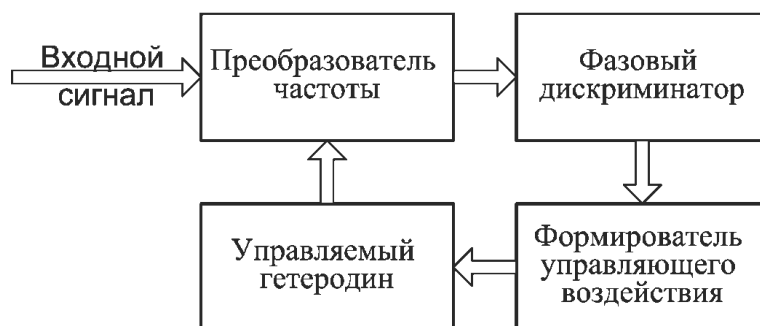 Входной
сигнал
Преобразователь
частоты
Фазовый
дискриминатор
Управляемый
гетеродин
Формирователь
управляющего
воздействия